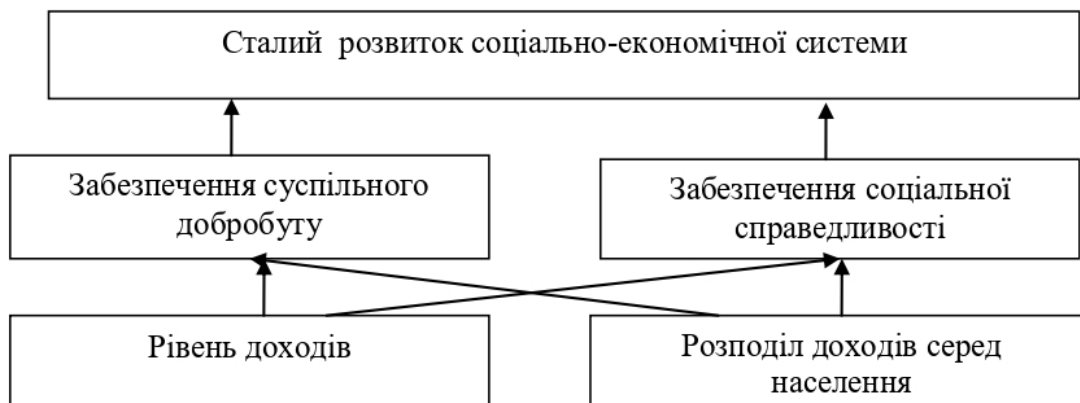 Сталий розвиток соціально-економічної системи
Забезпечення суспільного
добробуту
Забезпечення соціальної
справедливості
Рівень доходів
Розподіл доходів серед
населення